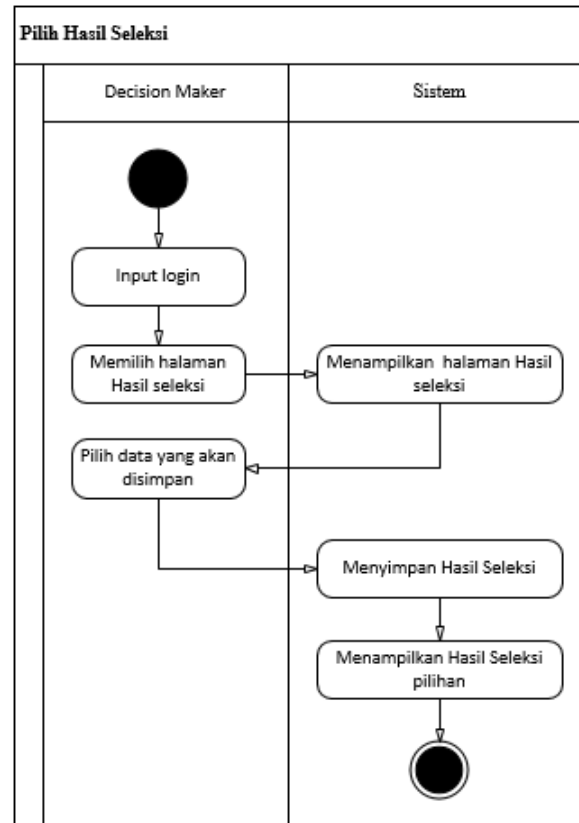 Pilih Hasil Seleksi
Decision Maker
Sistem
Input login
Memilih halaman
Hasil seleksi
Menampilkan halaman Hasil
seleksi
Pilih data yang akan
disimpan
Menyimpan Hasil Seleksi
Menampilkan Hasil Seleksi
pilihan